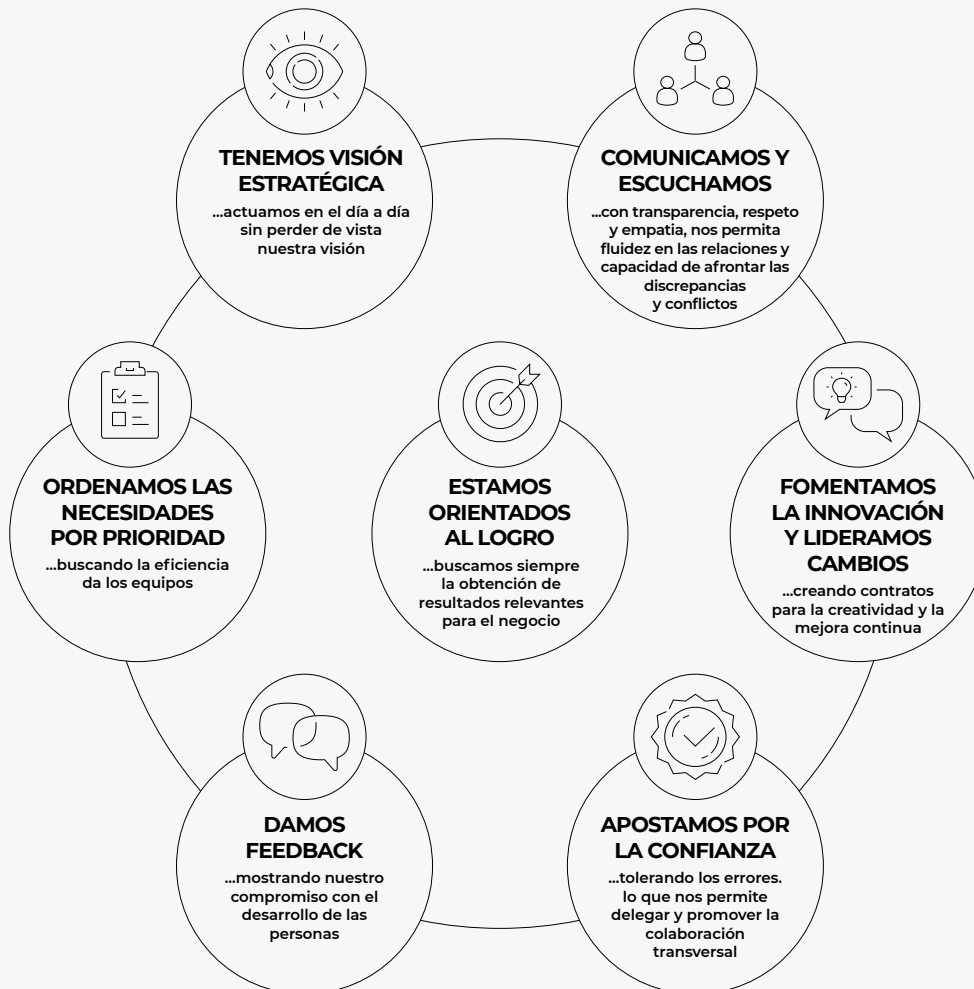 TENEMOS VISIÓN
ESTRATÉGICA
...actuamos en el día a día
sin perder de vista
nuestra visión
COMUNICAMOS Y
ESCUCHAMOS
...con transparencia, respeto
y empatia, nos permita
fluidez en las relaciones y
capacidad de afrontar las
discrepancias
y conflictos
ORDENAMOS LAS
NECESIDADES
POR PRIORIDAD
...buscando la eficiencia
da los equipos
ESTAMOS
ORIENTADOS
AL LOGRO
...buscamos siempre
la obtención de
resultados relevantes
para el negocio
FOMENTAMOS
LA INNOVACIÓN
Y LIDERAMOS
CAMBIOS
...creando contratos
para la creatividad y la
mejora continua
DAMOS
FEEDBACK
...mostrando nuestro
compromiso con el
desarrollo de las
personas
APOSTAMOS POR
LA CONFIANZA
...tolerando los errores.
lo que nos permite
delegar y promover la
colaboración
transversal